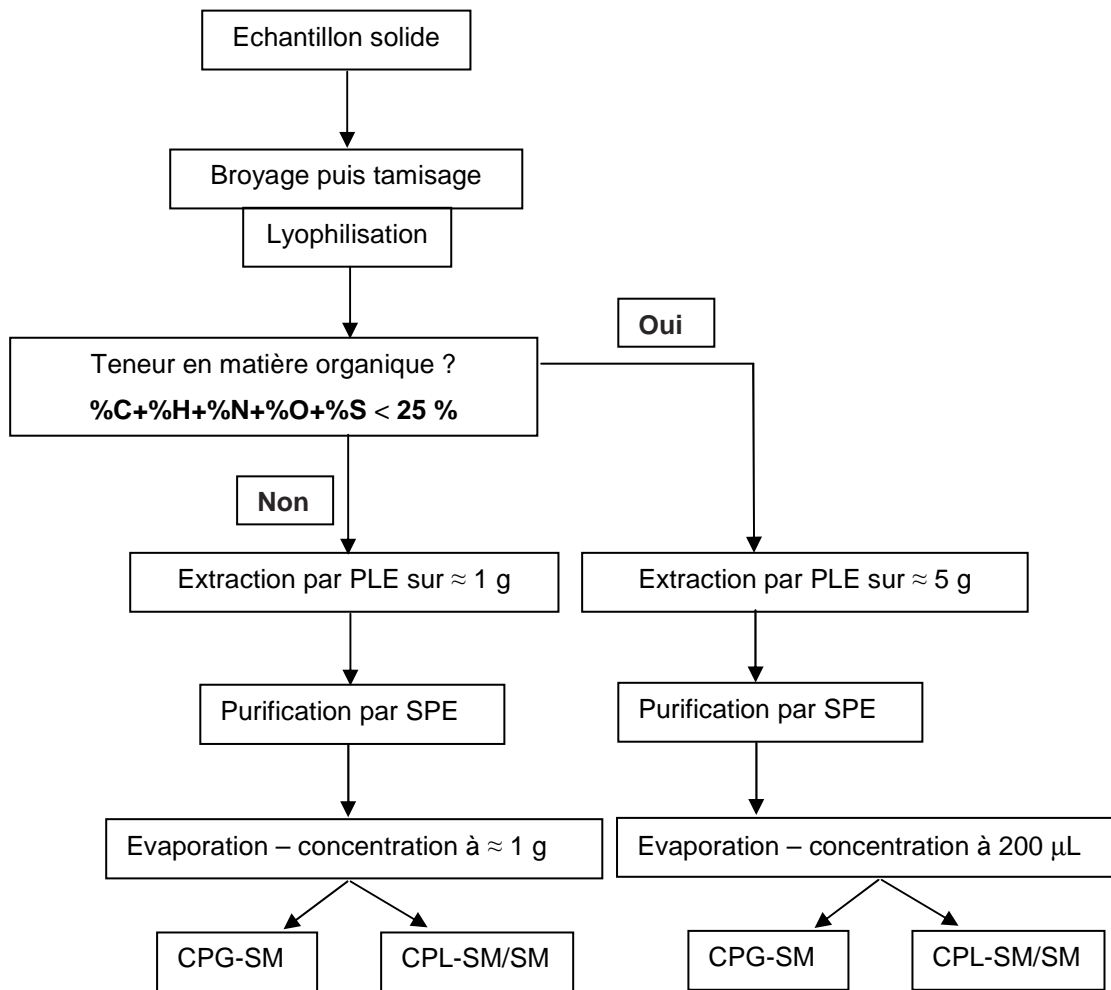 Echantillon solide
Broyage puis tamisage
Lyophilisation
Oui
Teneur en matière organique ?
%C+%H+%N+%O+%S < 25 %
Non
Extraction par PLE sur ≈ 1 g
Extraction par PLE sur ≈ 5 g
Purification par SPE
Purification par SPE
Evaporation – concentration à ≈ 1 g
Evaporation – concentration à 200 µL
CPG-SM
CPL-SM/SM
CPG-SM
CPL-SM/SM